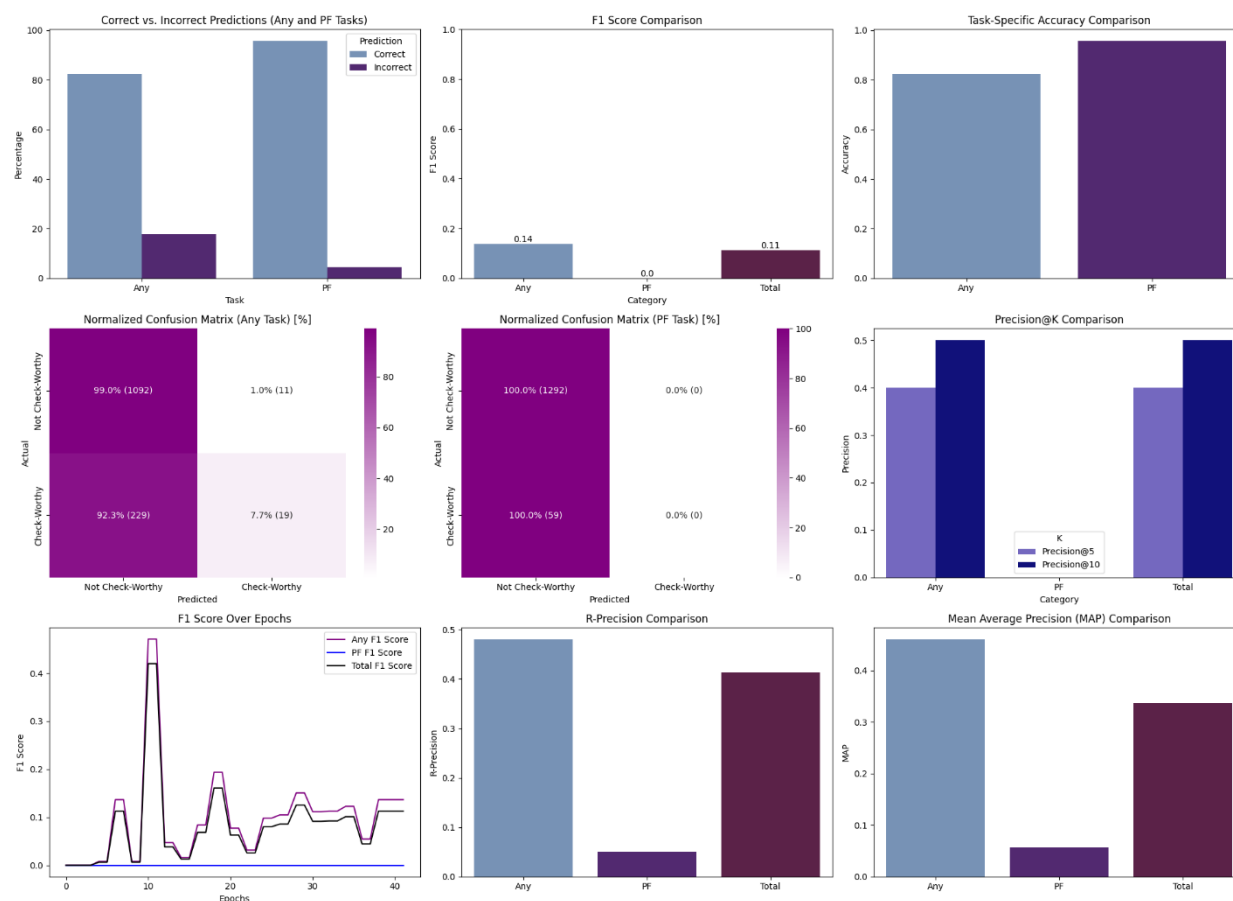 Correct vs. Incorrect Predictions (Any and PF Tasks)
100
80
60
40
20
0
Percentage
Prediction
Correct
Incorrect
Any
PF
Task
F1 Score Comparison
1.0
0.8
0.6
0.4
0.2
0.0
F1 Score
0.14
0.0
0.11
Any
PF
Total
Category
Task-Specific Accuracy Comparison
1.0
0.8
0.6
0.4
0.2
0.0
Accuracy
Any
PF
Normalized Confusion Matrix (Any Task) [%]
Not Check-Worthy
Check-Worthy
Actual
99.0% (1092)
1.0% (11)
92.3% (229)
7.7% (19)
Not Check-Worthy
Check-Worthy
Predicted
80
60
40
20
Normalized Confusion Matrix (PF Task) [%]
Not Check-Worthy
Check-Worthy
Actual
100.0% (1292)
0.0% (0)
100.0% (59)
0.0% (0)
Not Check-Worthy
Check-Worthy
Predicted
100
80
60
40
20
0
Precision@K Comparison
0.5
0.4
0.3
0.2
0.1
0.0
Precision
K
Precision@5
Precision@10
Any
PF
Total
Category
F1 Score Over Epochs
0.4
0.3
0.2
0.1
0.0
F1 Score
Any F1 Score
PF F1 Score
Total F1 Score
0
10
20
30
40
Epochs
R-Precision Comparison
0.5
0.4
0.3
0.2
0.1
0.0
R-Precision
Any
PF
Total
Mean Average Precision (MAP) Comparison
0.4
0.3
0.2
0.1
0.0
MAP
Any
PF
Total